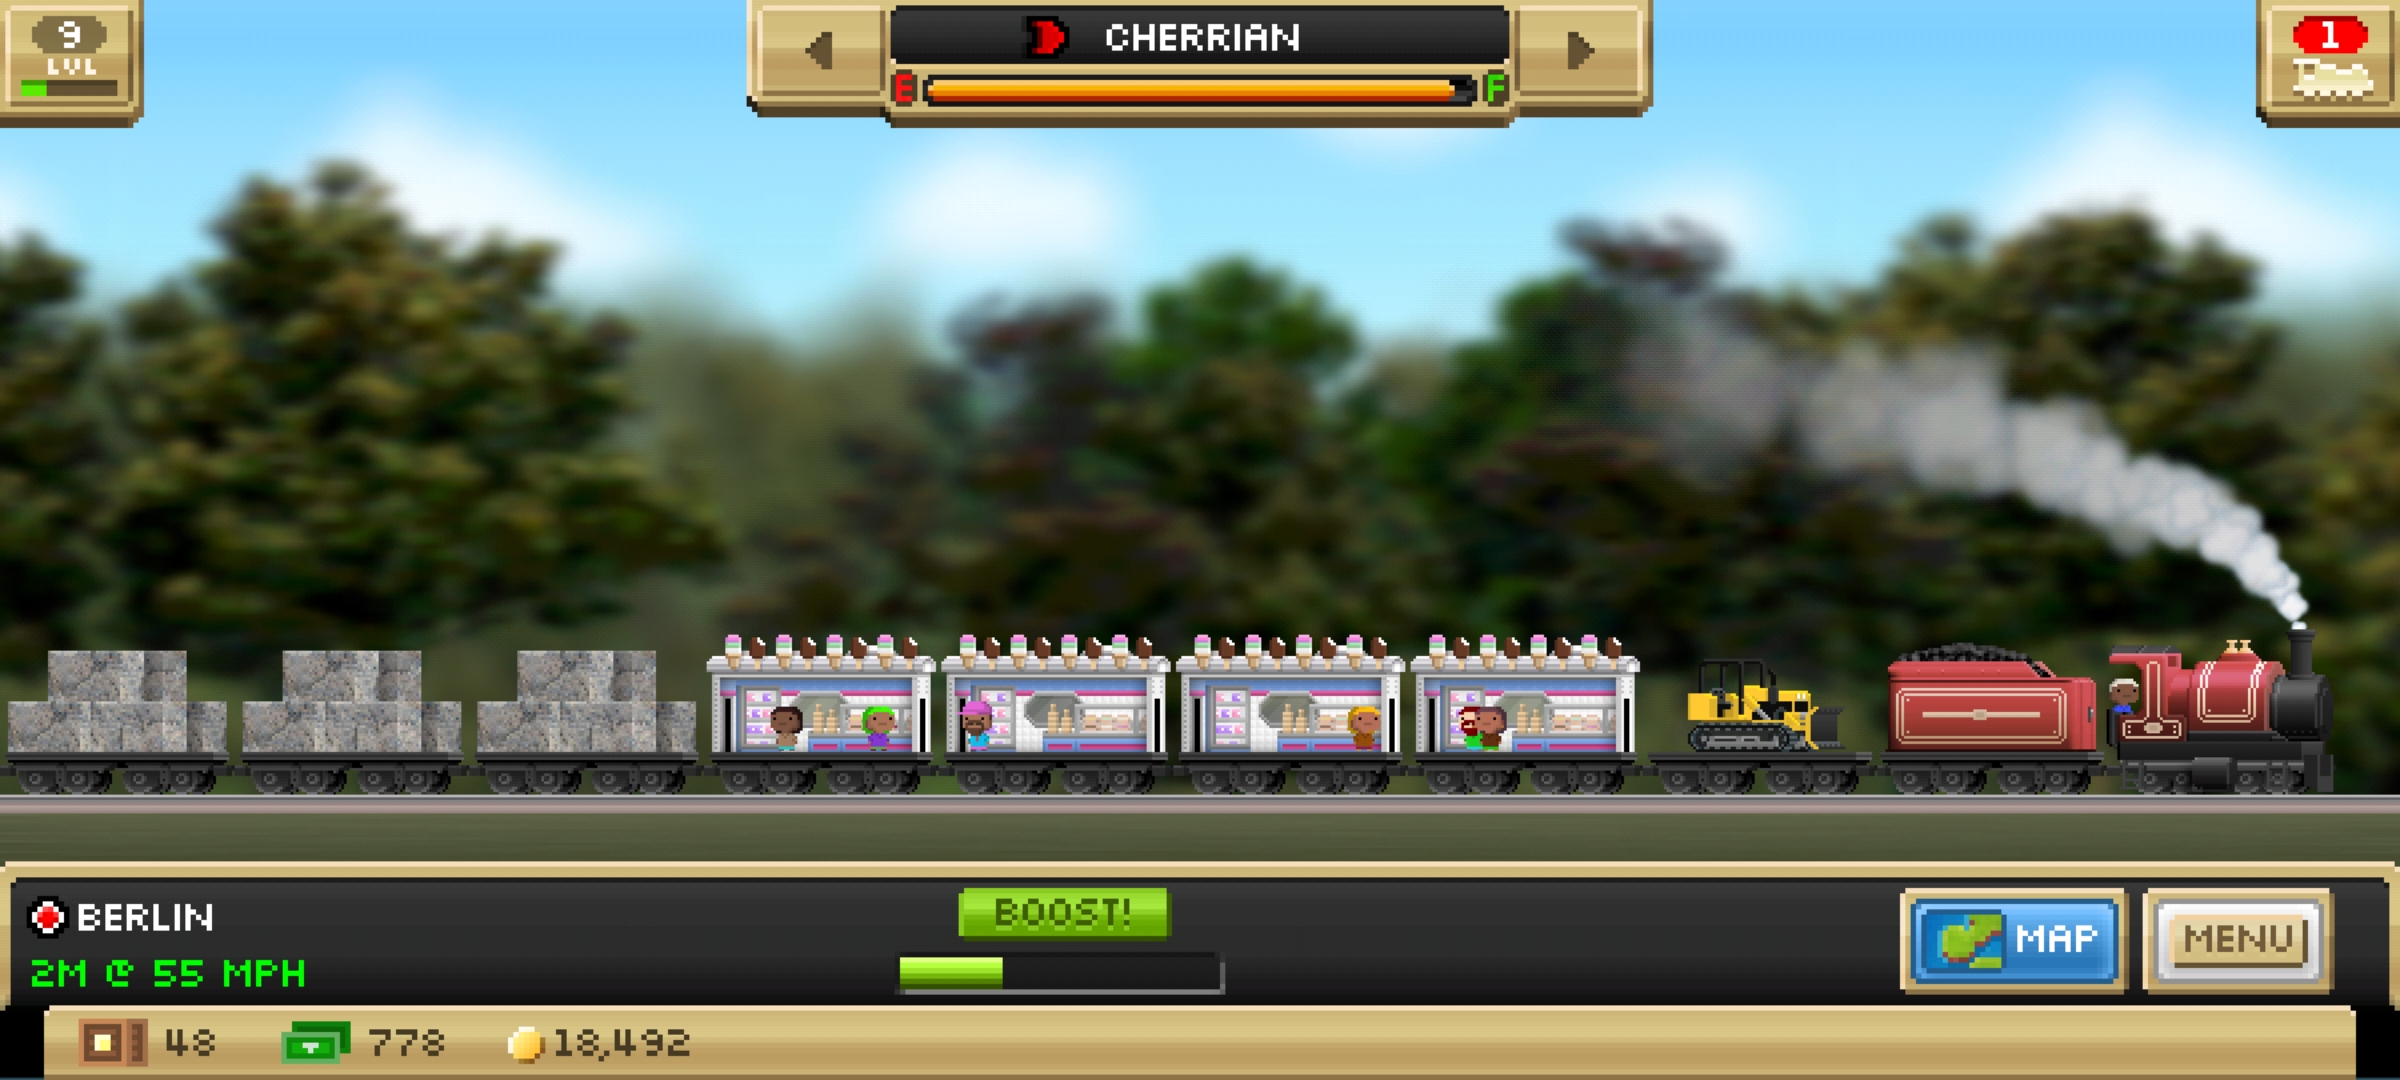 9
LVL
CHERRIAN
E F
1
BERLIN
2M @ 55 MPH
BOOST!
MAP
MENU
48 778 18,492